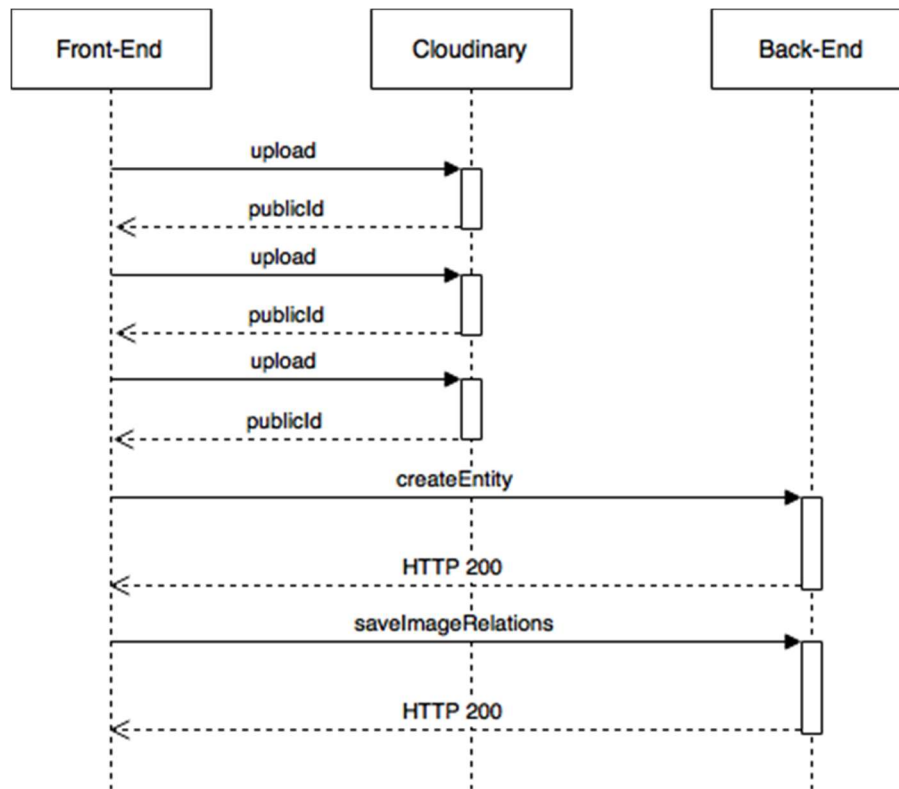 Front-End
Cloudinary
Back-End
upload
publicId
upload
publicId
upload
publicId
createEntity
HTTP 200
saveImageRelations
HTTP 200